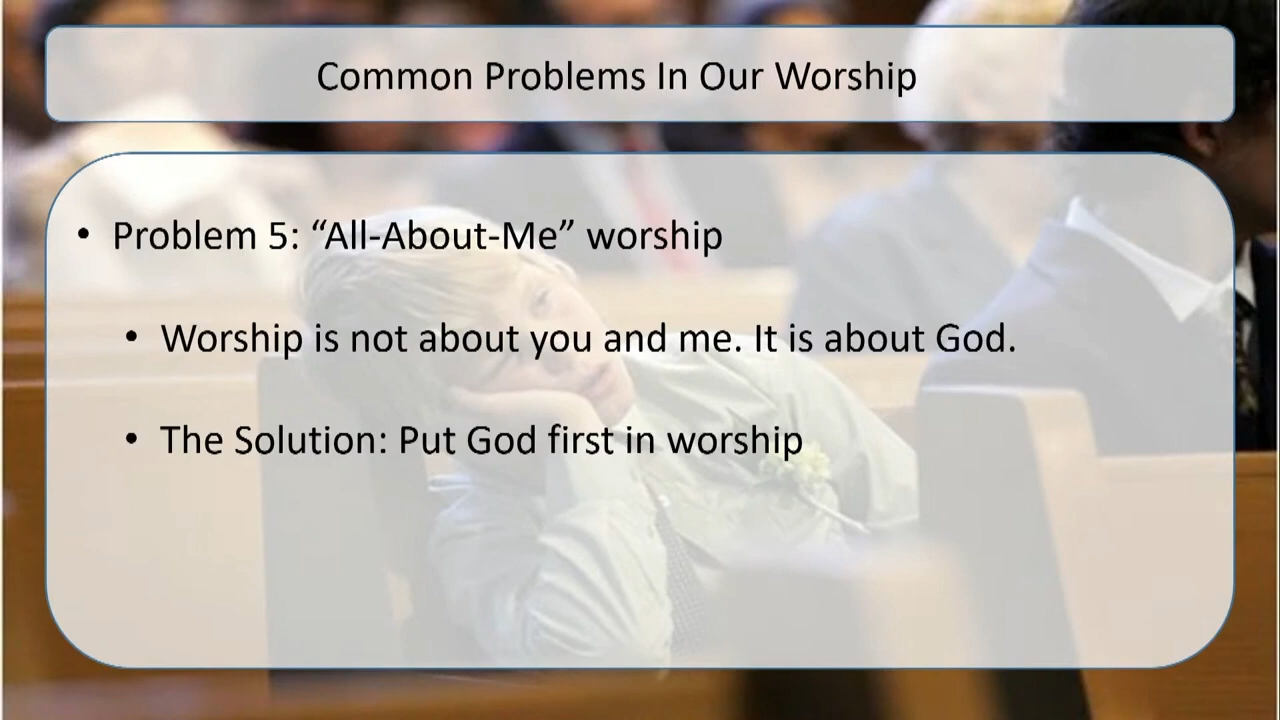 Common Problems In Our Worship
• Problem 5: “All-About-Me” worship
• Worship is not about you and me. It is about God.
• The Solution: Put God first in worship